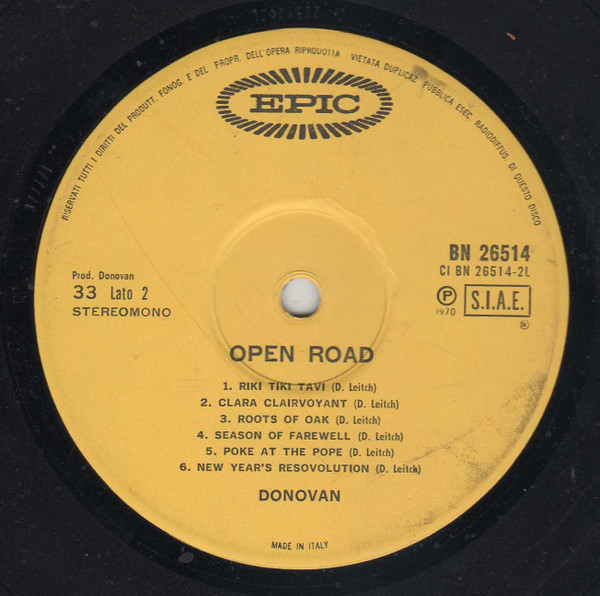 RISERVATI TUTTI I DIRITTI DEL PRODUTT. FONOG. E DEL PROPR. DELL'OPERA RIPRODOTTA VIETATA DUPLICAZ. PUBBLICA ESEC. RADIODIFFUS. DI QUESTO DISCO
EPIC
BN 26514
CI BN 26514-2L
Prod. Donovan
33 Lato 2
STEREOMONO
P
1970
S.I.A.E.
OPEN ROAD
1. RIKI TIKI TAVI (D. Leitch)
2. CLARA CLAIRVOYANT (D. Leitch)
3. ROOTS OF OAK (D. Leitch)
4. SEASON OF FAREWELL (D. Leitch)
5. POKE AT THE POPE (D. Leitch)
6. NEW YEAR'S RESOVOLUTION (D. Leitch)
DONOVAN
MADE IN ITALY